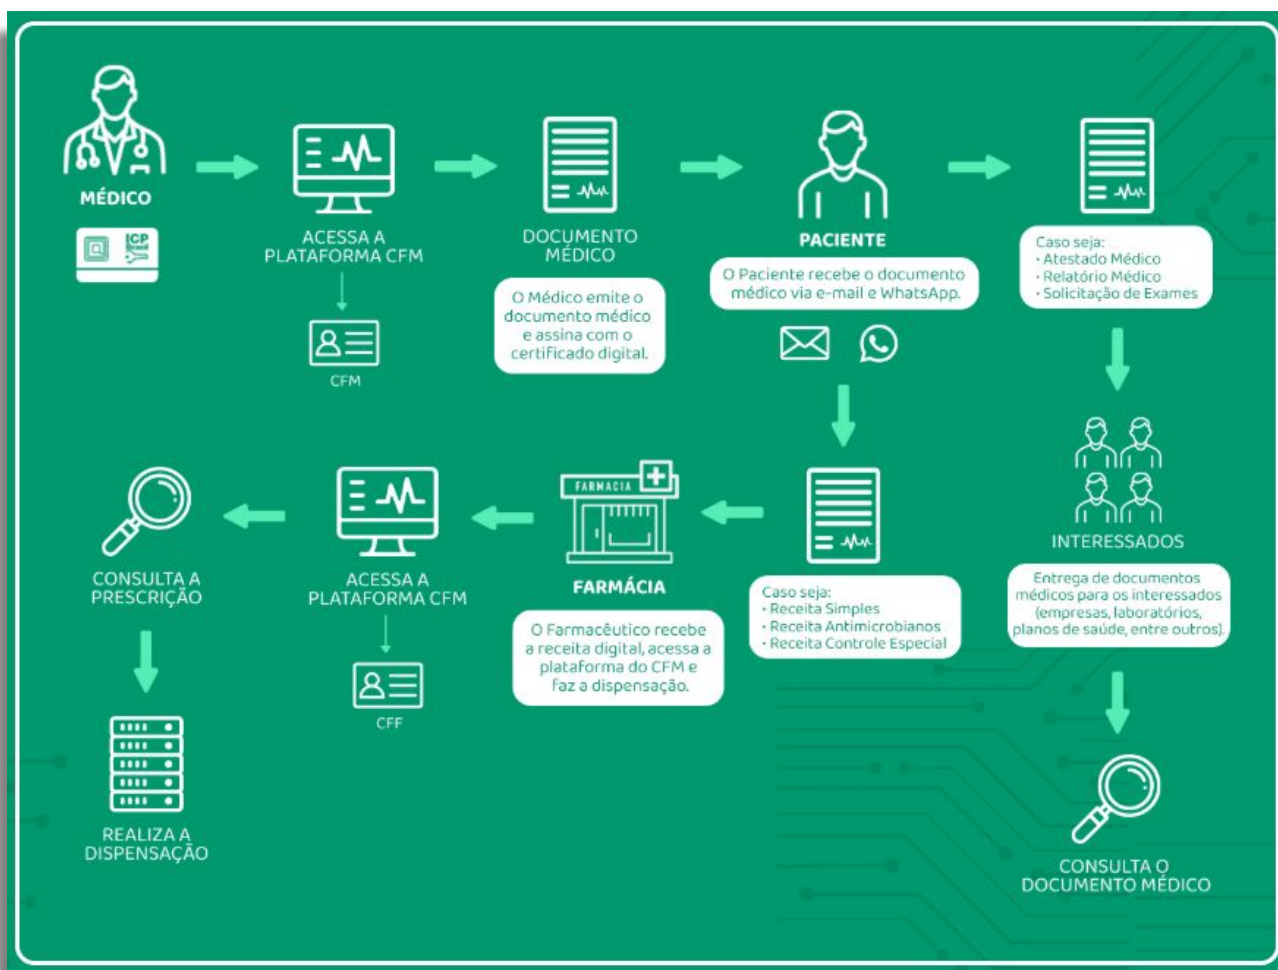 MÉDICO
ICP
Brasil
ACESSA A
PLATAFORMA CFM
CFM
DOCUMENTO
MÉDICO
O Médico emite o
documento médico
e assina com o
certificado digital.
PACIENTE
O Paciente recebe o documento
médico via e-mail e WhatsApp.
Caso seja:
• Atestado Médico
• Relatório Médico
• Solicitação de Exames
INTERESSADOS
Entrega de documentos
médicos para os interessados
(empresas, laboratórios,
planos de saúde, entre outros).
CONSULTA O
DOCUMENTO MÉDICO
Caso seja:
• Receita Simples
• Receita Antimicrobianos
• Receita Controle Especial
FARMACIA
FARMÁCIA
O Farmacêutico recebe
a receita digital, acessa a
plataforma do CFM e
faz a dispensação.
ACESSA A
PLATAFORMA CFM
CFF
CONSULTA A
PRESCRIÇÃO
REALIZA A
DISPENSAÇÃO